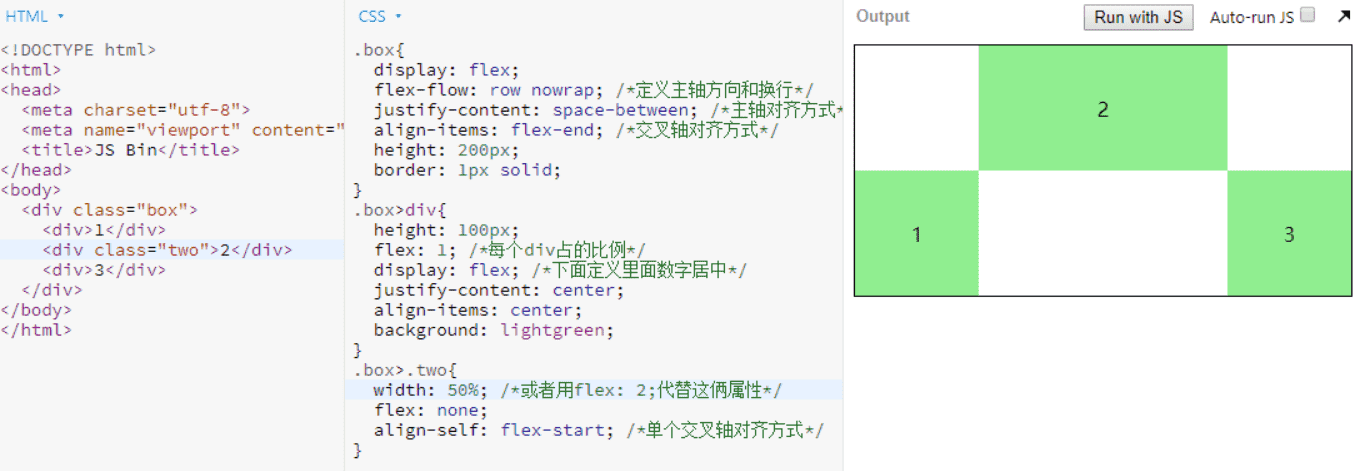 HTML
<!DOCTYPE html>
<html>
<head>
  <meta charset="utf-8">
  <meta name="viewport" content="
  <title>JS Bin</title>
</head>
<body>
  <div class="box">
    <div>1</div>
    <div class="two">2</div>
    <div>3</div>
  </div>
</body>
</html>
CSS
.box{
  display: flex;
  flex-flow: row nowrap; /*定义主轴方向和换行*/
  justify-content: space-between; /*主轴对齐方式*
  align-items: flex-end; /*交叉轴对齐方式*/
  height: 200px;
  border: 1px solid;
}
.box>div{
  height: 100px;
  flex: 1; /*每个div占的比例*/
  display: flex; /*下面定义里面数字居中*/
  justify-content: center;
  align-items: center;
  background: lightgreen;
}
.box>.two{
  width: 50%; /*或者用flex: 2;代替这俩属性*/
  flex: none;
  align-self: flex-start; /*单个交叉轴对齐方式*/
}
Output
Run with JS
Auto-run JS
2
1
3